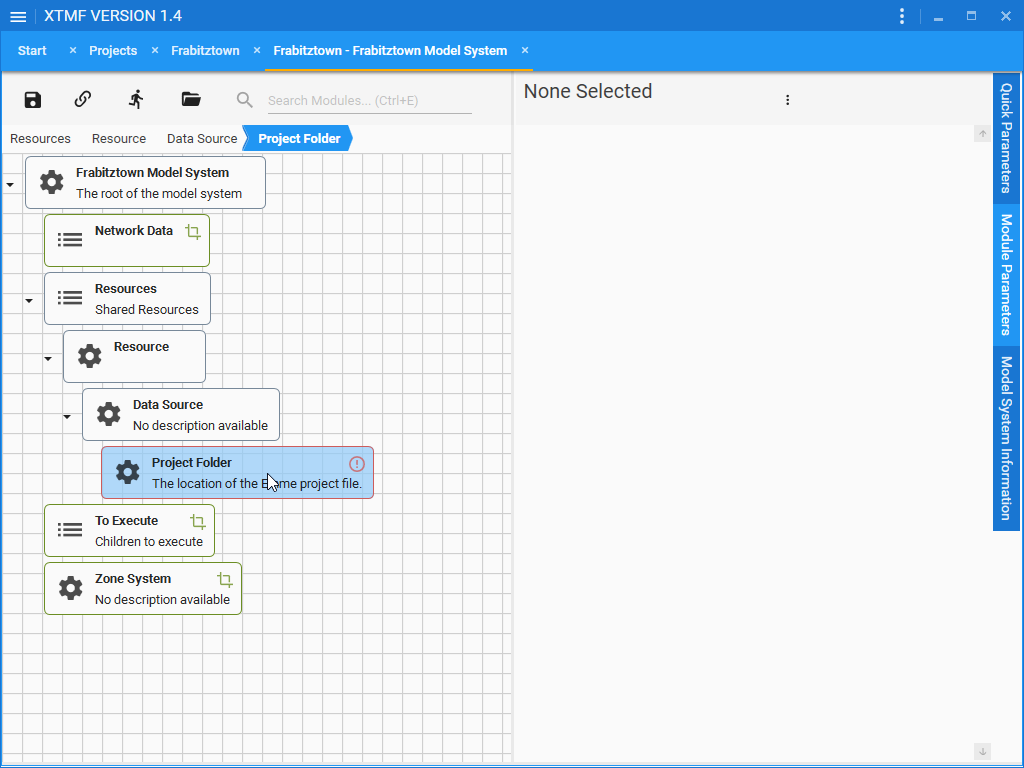 XTMF VERSION 1.4
Start
Projects
Frabitztown
Frabitztown - Frabitztown Model System
Search Modules... (Ctrl+E)
None Selected
Resources
Resource
Data Source
Project Folder
Frabitztown Model System
The root of the model system
Network Data
Resources
Shared Resources
Resource
Data Source
No description available
Project Folder
The location of the Emme project file.
To Execute
Children to execute
Zone System
No description available
Quick Parameters
Module Parameters
Model System Information